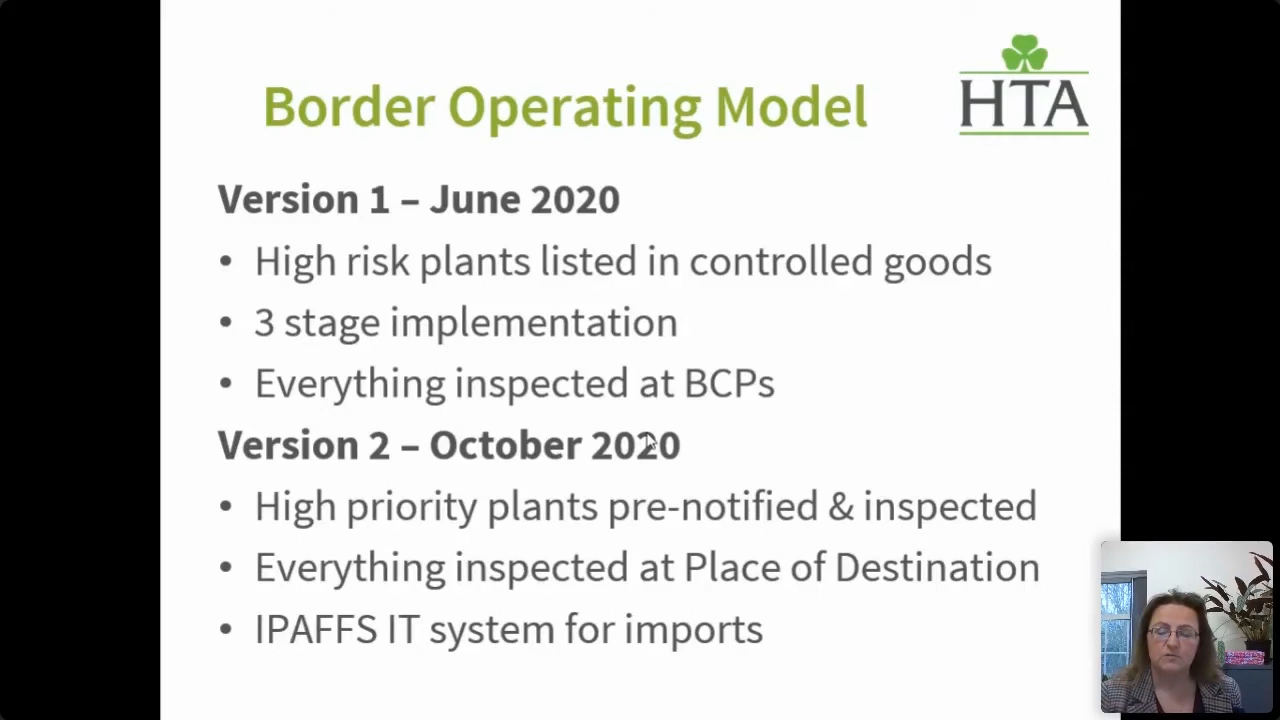 Border Operating Model
HTA
Version 1 – June 2020
• High risk plants listed in controlled goods
• 3 stage implementation
• Everything inspected at BCPs
Version 2 – October 2020
• High priority plants pre-notified & inspected
• Everything inspected at Place of Destination
• IPAFFS IT system for imports